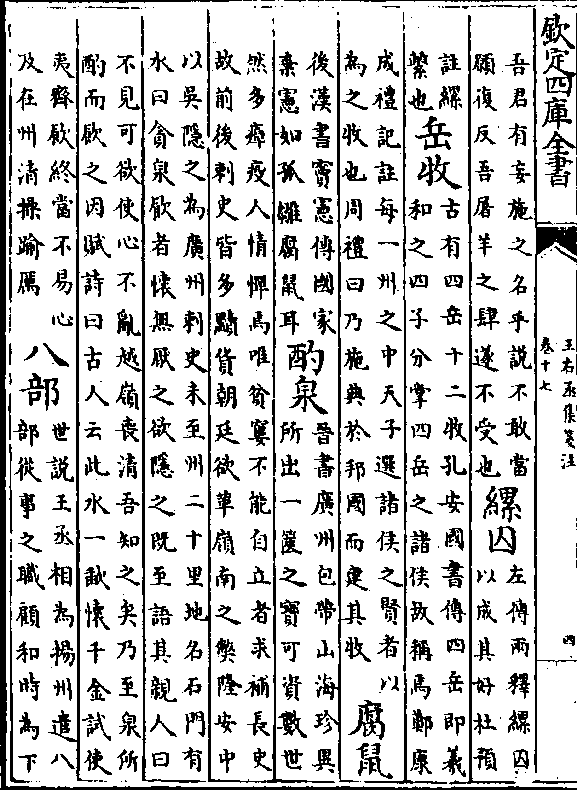 欽定四庫全書
王右丞集箋注
卷十七
四
吾君有妄施之名乎說不敢當
願復反吾屠羊之肆遂不受也
縲囚
左傳兩釋縲囚
以成其好杜預
註縲
繫也
岳牧
古有四岳十二牧孔安國書傳四岳即羲
和之四子分掌四岳之諸侯故稱焉鄭康
成禮記註每一州之中天子選諸侯之賢者以
為之牧也周禮曰乃施典於邦國而建其牧
腐鼠
後漢書竇憲傳國家
棄憲如孤雛腐鼠耳
酌泉
晉書廣州包帶山海珍異
所出一篋之寶可資數世
然多瘴疫人情憚焉唯貧窶不能自立者求補長史
故前後刺史皆多黷貨朝廷欲革嶺南之弊隆安中
以吳隱之為廣州刺史未至州二十里地名石門有
水曰貪泉飲者懷無厭之欲隱之既至語其親人曰
不見可欲使心不亂越嶺喪清吾知之矣乃至泉所
酌而飲之因賦詩曰古人云此水一歃懷千金試使
夷齊飲終當不易心
及在州清操踰厲
八部
世說王丞相為揚州遣八
部從事之職顧和時為下